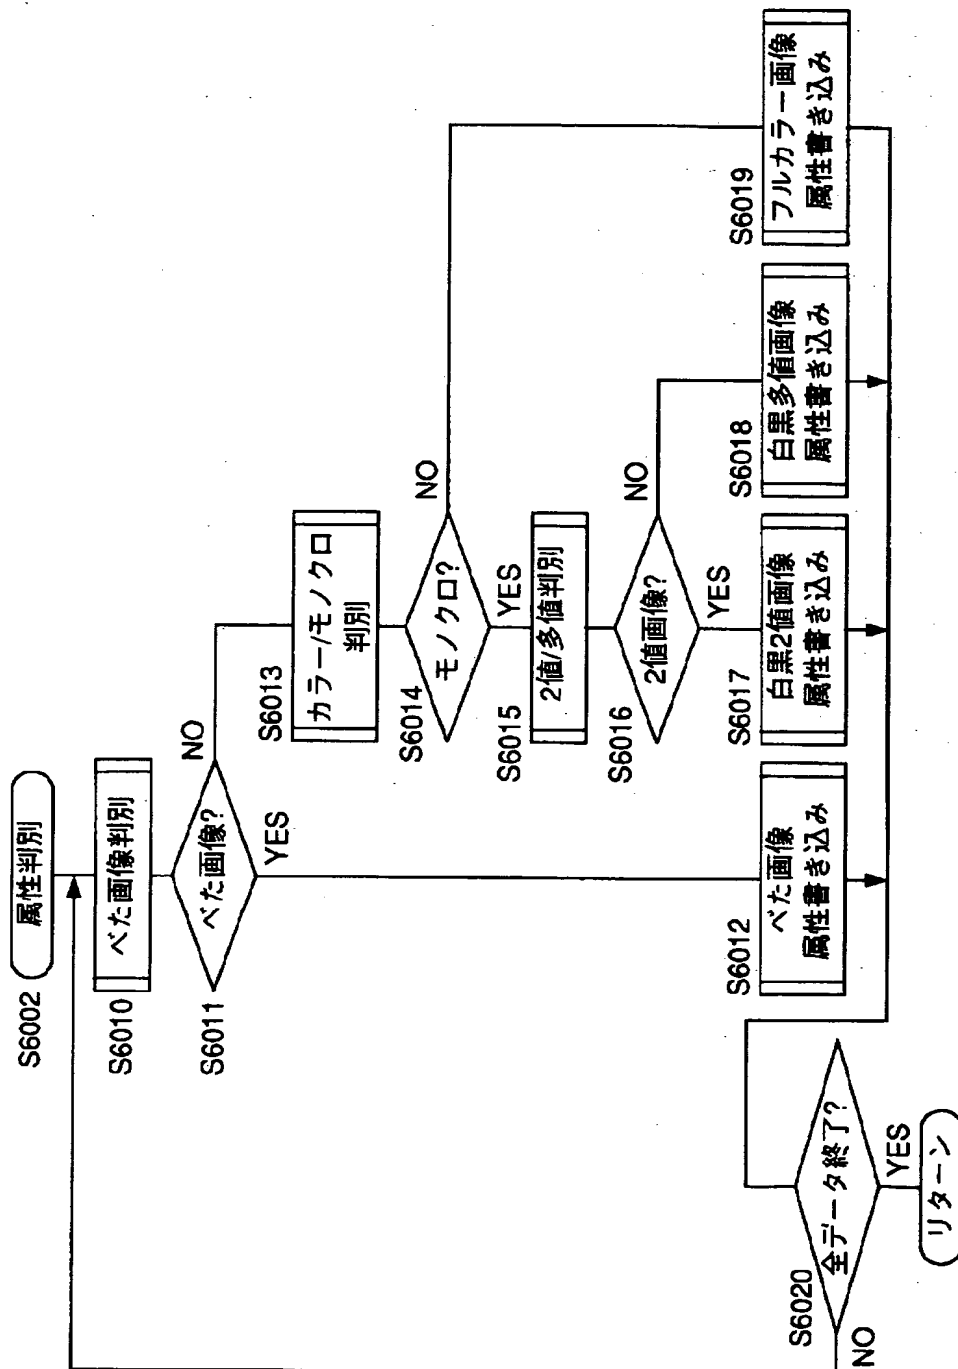 S6002
属性判別
S6010
べた画像判別
S6011
べた画像?
NO
YES
S6013
カラー/モノクロ
判別
S6014
モノクロ?
NO
YES
S6015
2値/多値判別
S6016
2値画像?
NO
YES
S6012
べた画像
属性書き込み
S6017
白黒2値画像
属性書き込み
S6018
白黒多値画像
属性書き込み
S6019
フルカラー画像
属性書き込み
S6020
全データ終了?
NO
YES
リターン